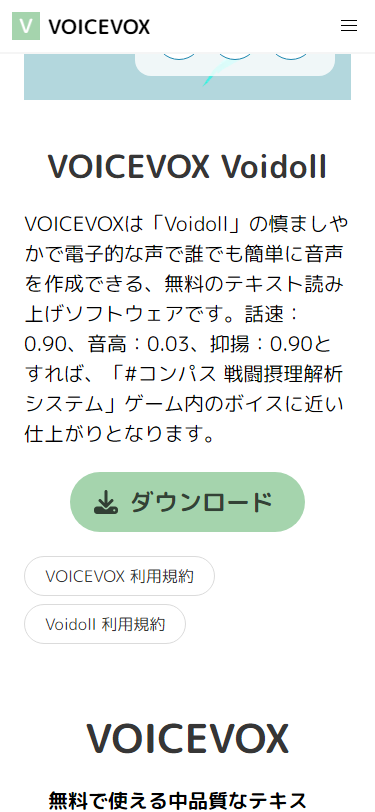 V VOICEVOX
VOICEVOX Voidoll
VOICEVOXは「Voidoll」の慎ましや
かで電子的な声で誰でも簡単に音声
を作成できる、無料のテキスト読み
上げソフトウェアです。話速：
0.90、音高：0.03、抑揚：0.90と
すれば、「#コンパス 戦闘摂理解析
システム」ゲーム内のボイスに近い
仕上がりとなります。
ダウンロード
VOICEVOX 利用規約
Voidoll 利用規約
VOICEVOX
無料で使える中品質なテキス